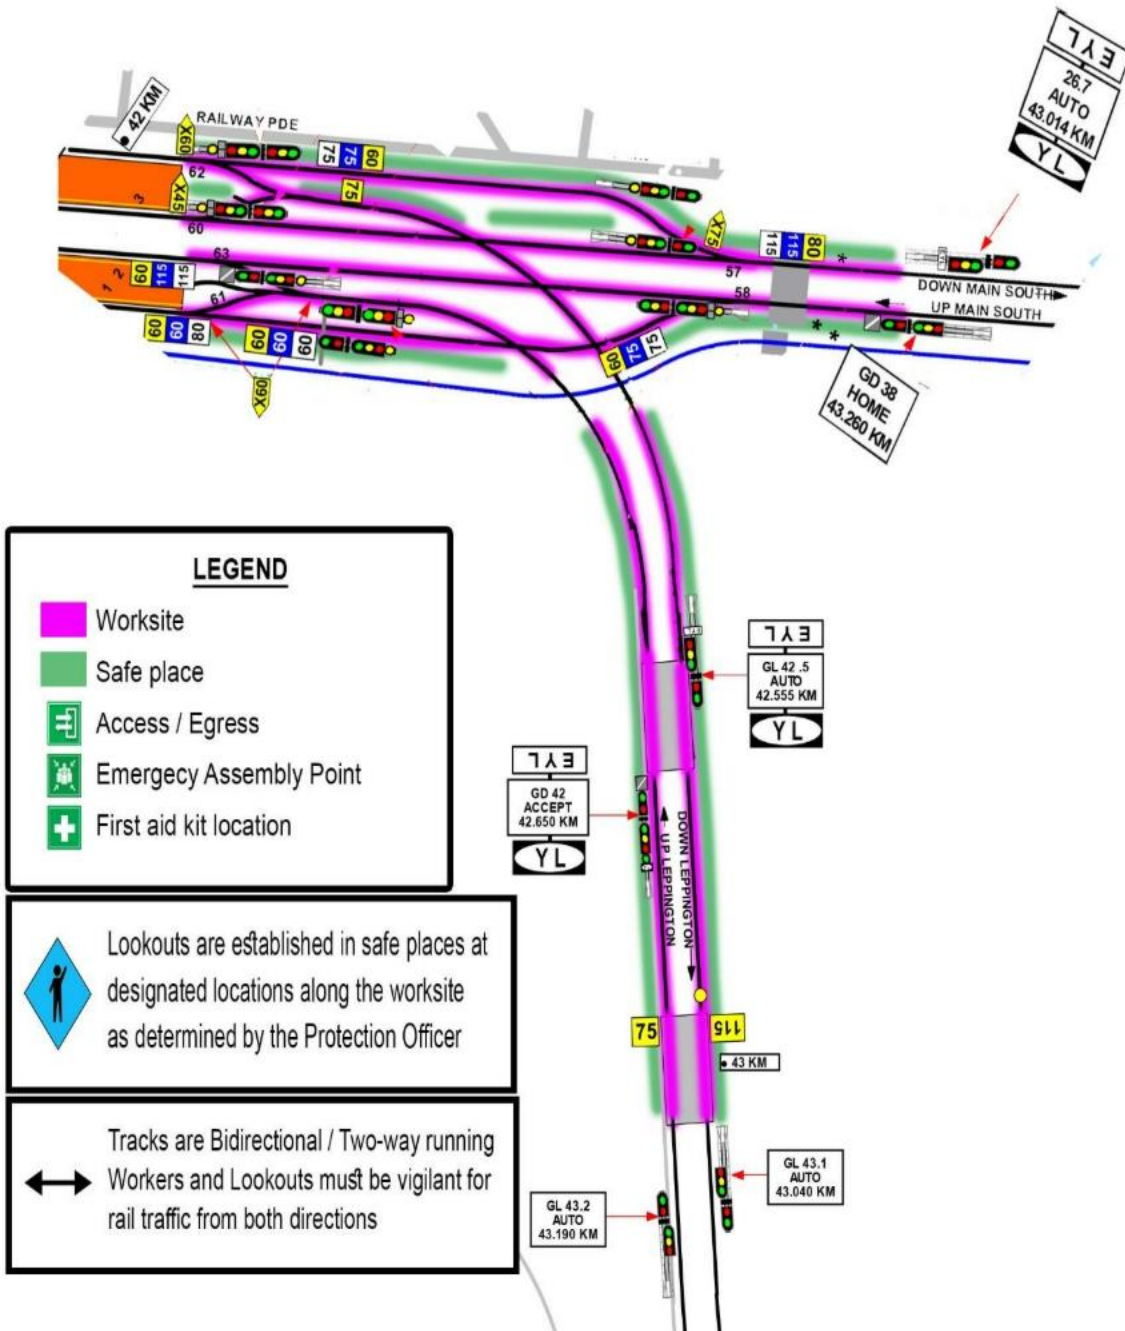 EYL
26.7
AUTO
43.014 KM
YL
42 KM
RAILWAY PDE
X60
75
75
60
62
75
X45
3
60
X75
115
115
80
*
63
57
2
1
60
115
115
58
DOWN MAIN SOUTH
UP MAIN SOUTH
61
60
60
80
60
60
60
60
75
75
* *
X60
GD 38
HOME
43.260 KM
LEGEND
Worksite
Safe place
Access / Egress
Emergecy Assembly Point
First aid kit location
EYL
EYL
GL 42 .5
AUTO
42.555 KM
YL
EYL
GD 42
ACCEPT
42.650 KM
YL
UP LEPPINGTON
DOWN LEPPINGTON
Lookouts are established in safe places at
designated locations along the worksite
as determined by the Protection Officer
75
115
43 KM
Tracks are Bidirectional / Two-way running
Workers and Lookouts must be vigilant for
rail traffic from both directions
GL 43.1
AUTO
43.040 KM
GL 43.2
AUTO
43.190 KM